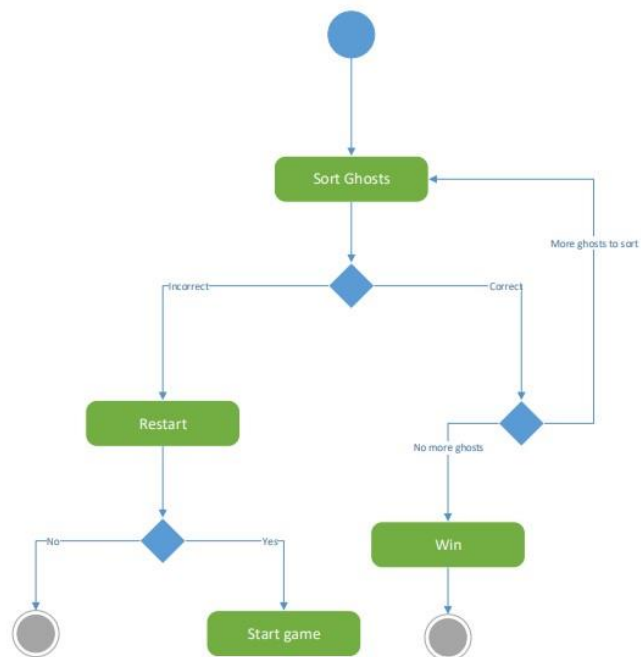 Sort Ghosts
More ghosts to sort
Incorrect
Correct
Restart
No more ghosts
No
Yes
Win
Start game